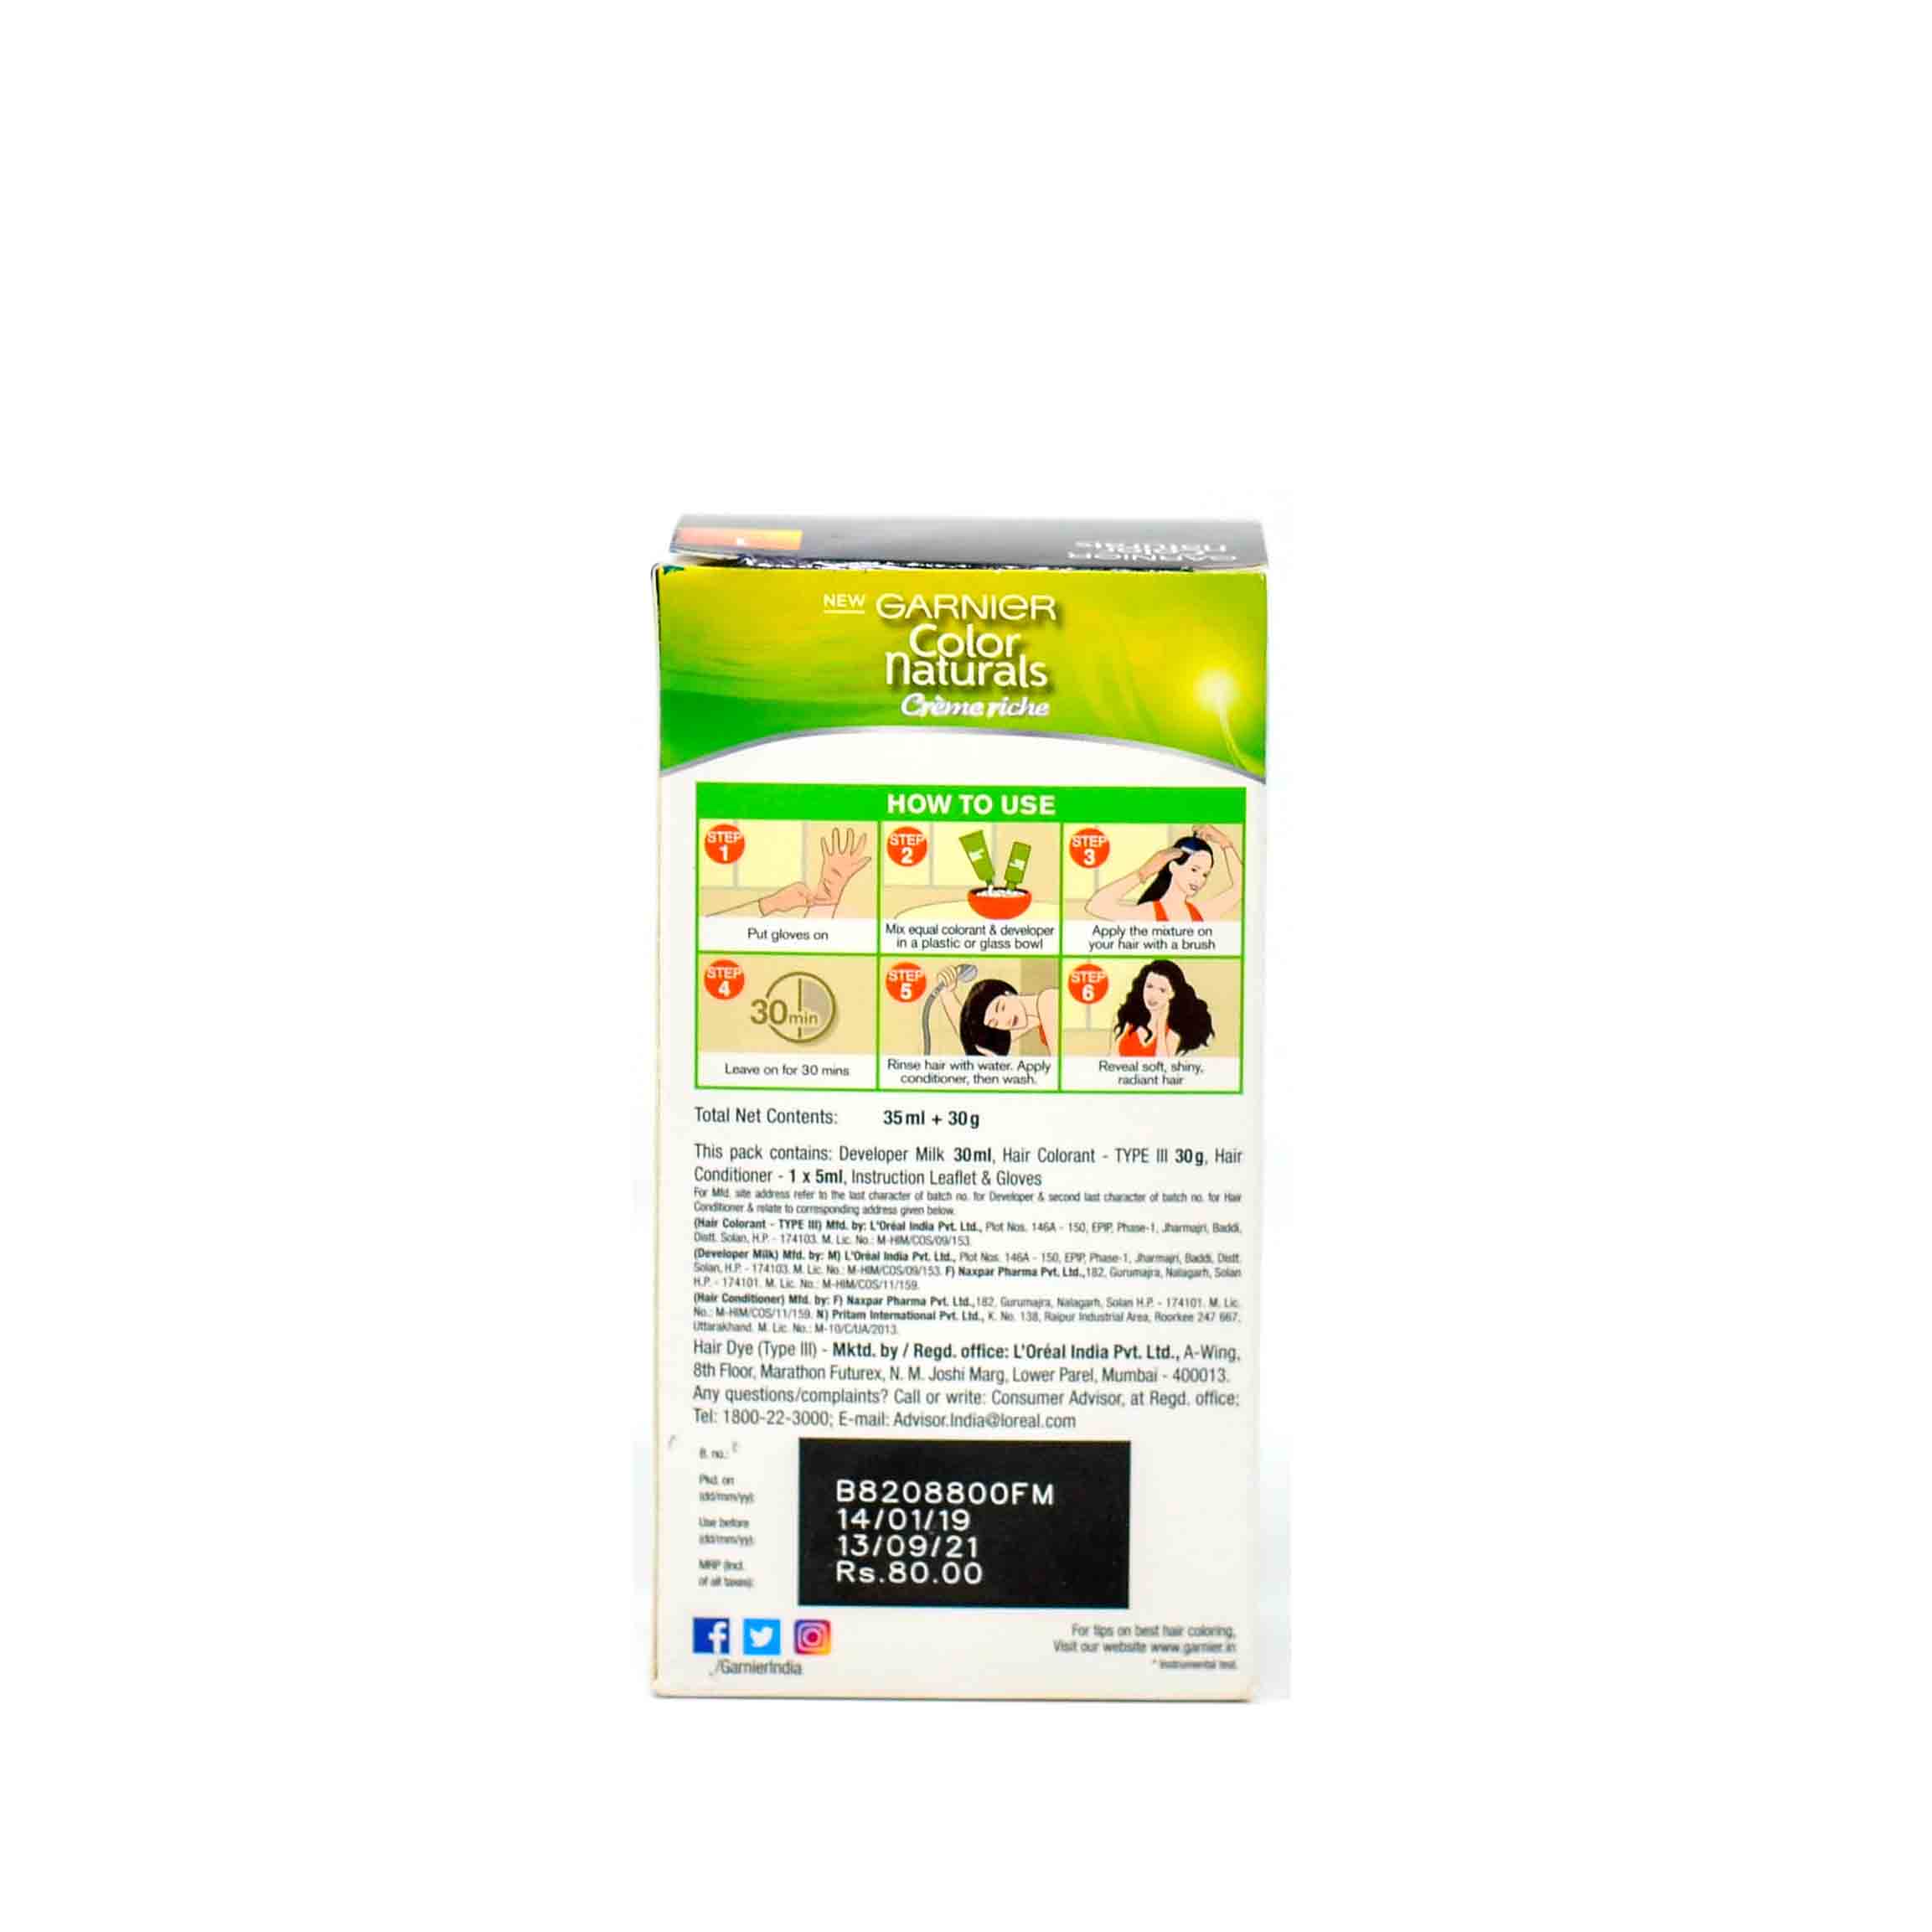 GARNIER
Color
naturals
NEW GARNIER
Color
naturals
Crème riche
HOW TO USE
STEP
1
Put gloves on
STEP
2
Mix equal colorant & developer
in a plastic or glass bowl
STEP
3
Apply the mixture on
your hair with a brush
STEP
4
30min
Leave on for 30 mins
STEP
5
Rinse hair with water. Apply
conditioner, then wash.
STEP
6
Reveal soft, shiny,
radiant hair
Total Net Contents: 35ml + 30g
This pack contains: Developer Milk 30ml, Hair Colorant - TYPE III 30g, Hair
Conditioner - 1 x 5ml, Instruction Leaflet & Gloves
For Mfd. site address refer to the last character of batch no. for Developer & second last character of batch no. for Hair
Conditioner & relate to corresponding address given below.
(Hair Colorant - TYPE III) Mfd. by: L'Oréal India Pvt. Ltd., Plot Nos. 146A - 150, EPIP, Phase-1, Jharmajri, Baddi,
Distt. Solan, H.P. - 174103. M. Lic. No.: M-HIM/COS/09/153.
(Developer Milk) Mfd. by: M) L'Oréal India Pvt. Ltd., Plot Nos. 146A - 150, EPIP, Phase-1, Jharmajri, Baddi, Distt.
Solan, H.P. - 174103. M. Lic. No.: M-HIM/COS/09/153. F) Naxpar Pharma Pvt. Ltd.,182, Gurumajra, Nalagarh, Solan
H.P. - 174101. M. Lic. No.: M-HIM/COS/11/159.
(Hair Conditioner) Mfd. by: F) Naxpar Pharma Pvt. Ltd.,182, Gurumajra, Nalagarh, Solan H.P. - 174101. M. Lic.
No.: M-HIM/COS/11/159. N) Pritam International Pvt. Ltd., K. No. 138, Raipur Industrial Area, Roorkee 247 667,
Uttarakhand. M. Lic. No.: M-10/C/UA/2013.
Hair Dye (Type III) - Mktd. by / Regd. office: L'Oréal India Pvt. Ltd., A-Wing,
8th Floor, Marathon Futurex, N. M. Joshi Marg, Lower Parel, Mumbai - 400013.
Any questions/complaints? Call or write: Consumer Advisor, at Regd. office;
Tel: 1800-22-3000; E-mail: Advisor.India@loreal.com
B. no.: B8208800FM
Pkd. on
(dd/mm/yy): 14/01/19
Use before
(dd/mm/yy): 13/09/21
MRP (Incl.
of all taxes): Rs.80.00
/GarnierIndia
For tips on best hair coloring,
Visit our website www.garnier.in
* Instrumental test.